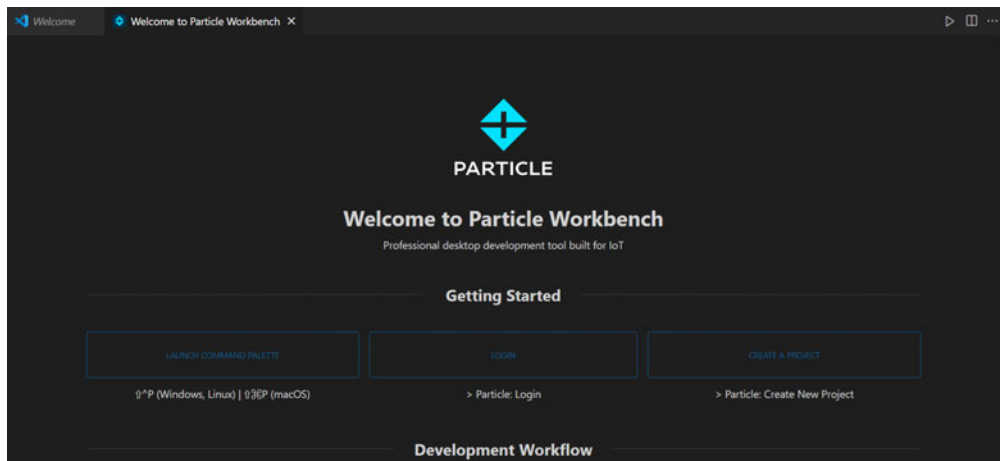 Welcome
Welcome to Particle Workbench ×
PARTICLE
Welcome to Particle Workbench
Professional desktop development tool built for IoT
Getting Started
LAUNCH COMMAND PALETTE
LOGIN
CREATE A PROJECT
⇧^P (Windows, Linux) | ⇧⌘P (macOS)
> Particle: Login
> Particle: Create New Project
Development Workflow